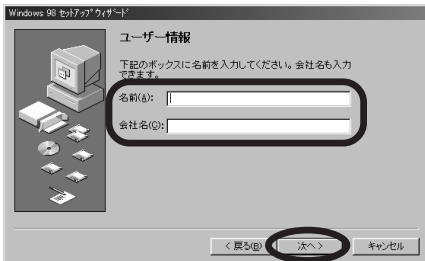 Windows 98 ｾｯﾄｱｯﾌﾟ ｳｨｻﾞｰﾄﾞ
ユーザー情報
下記のボックスに名前を入力してください。会社名も入力
できます。
名前(A):
会社名(C):
< 戻る(B)
次へ >
キャンセル